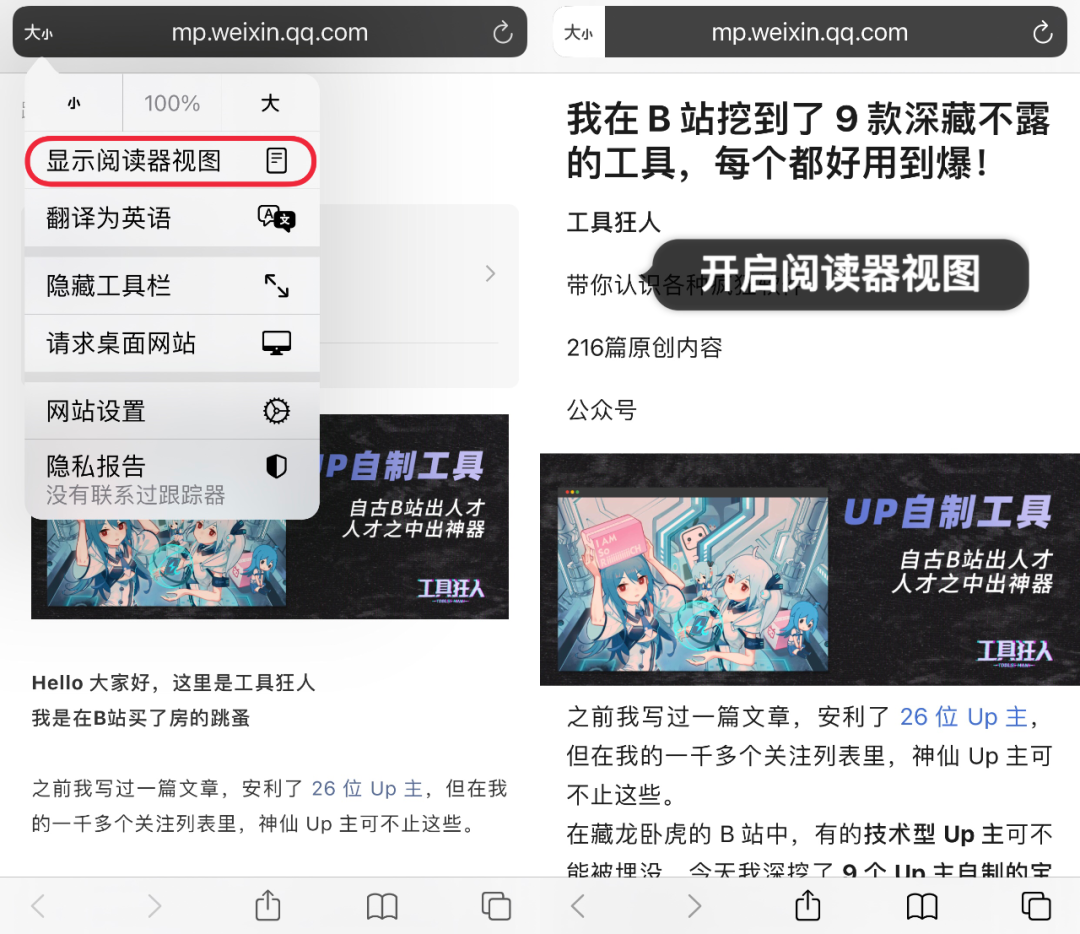 大小
mp.weixin.qq.com
小
100%
大
显示阅读器视图
翻译为英语
隐藏工具栏
请求桌面网站
网站设置
隐私报告
没有联系过跟踪器
UP自制工具
自古B站出人才
人才之中出神器
工具狂人
Hello 大家好，这里是工具狂人
我是在B站买了房的跳蚤
之前我写过一篇文章，安利了 26 位 Up 主，但在我
的一千多个关注列表里，神仙 Up 主可不止这些。
大小
mp.weixin.qq.com
我在 B 站挖到了 9 款深藏不露
的工具，每个都好用到爆！
工具狂人
开启阅读器视图
带你认识各种疯狂软件
216篇原创内容
公众号
I AM
So
UP自制工具
自古B站出人才
人才之中出神器
工具狂人
之前我写过一篇文章，安利了 26 位 Up 主，
但在我的一千多个关注列表里，神仙 Up 主可
不止这些。
在藏龙卧虎的 B 站中，有的技术型 Up 主可不
能被埋没，今天我深挖了 9 个 Up 主自制的宝